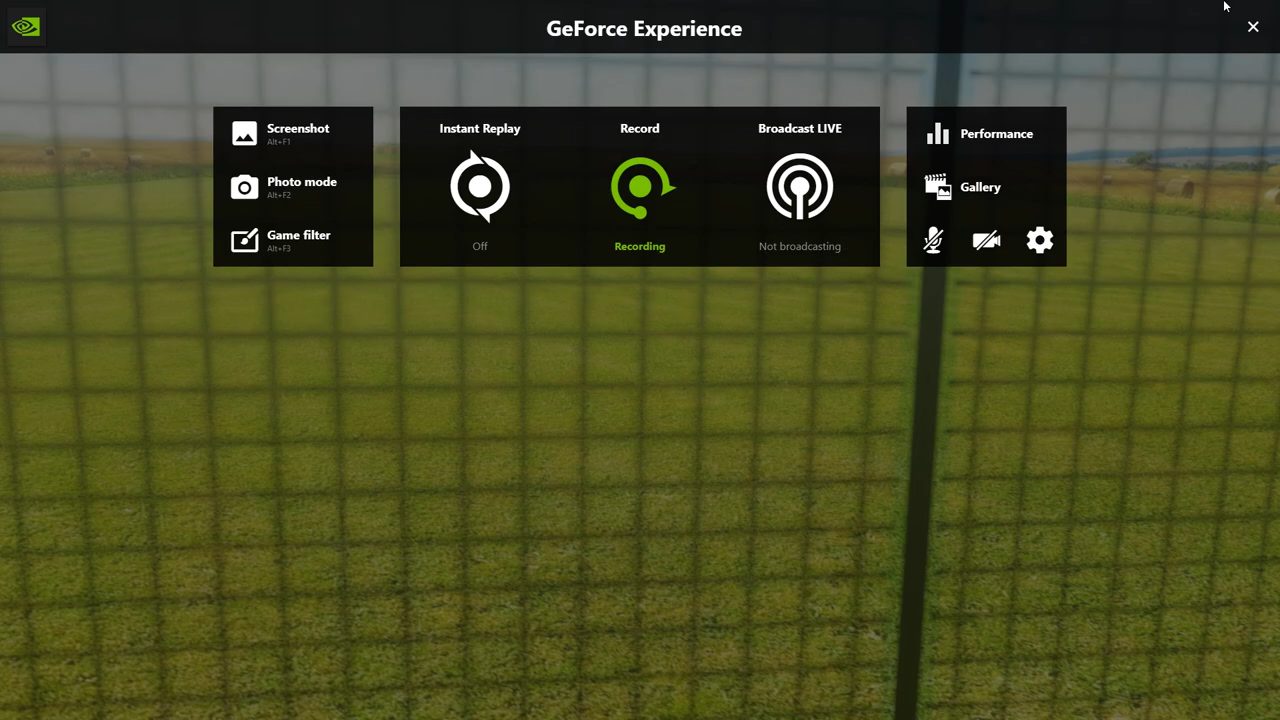 GeForce Experience
Screenshot
Alt+F1
Photo mode
Alt+F2
Game filter
Alt+F3
Instant Replay
Off
Record
Recording
Broadcast LIVE
Not broadcasting
Performance
Gallery